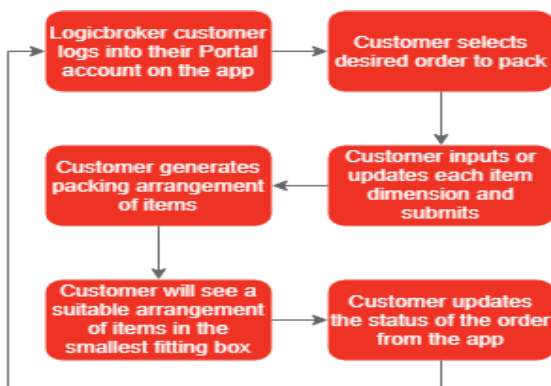 Logicbroker customer
logs into their Portal
account on the app
Customer selects
desired order to pack
Customer inputs or
updates each item
dimension and
submits
Customer generates
packing arrangement
of items
Customer will see a
suitable arrangement
of items in the
smallest fitting box
Customer updates
the status of the order
from the app